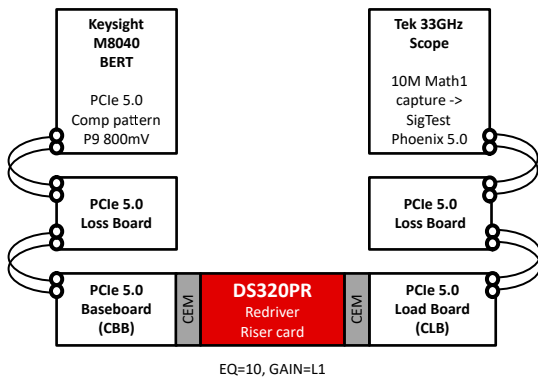 Keysight
M8040
BERT
PCIe 5.0
Comp pattern
P9 800mV
Tek 33GHz
Scope
10M Math1
capture ->
SigTest
Phoenix 5.0
PCIe 5.0
Loss Board
PCIe 5.0
Loss Board
PCIe 5.0
Baseboard
(CBB)
CEM
DS320PR
Redriver
Riser card
CEM
PCIe 5.0
Load Board
(CLB)
EQ=10, GAIN=L1